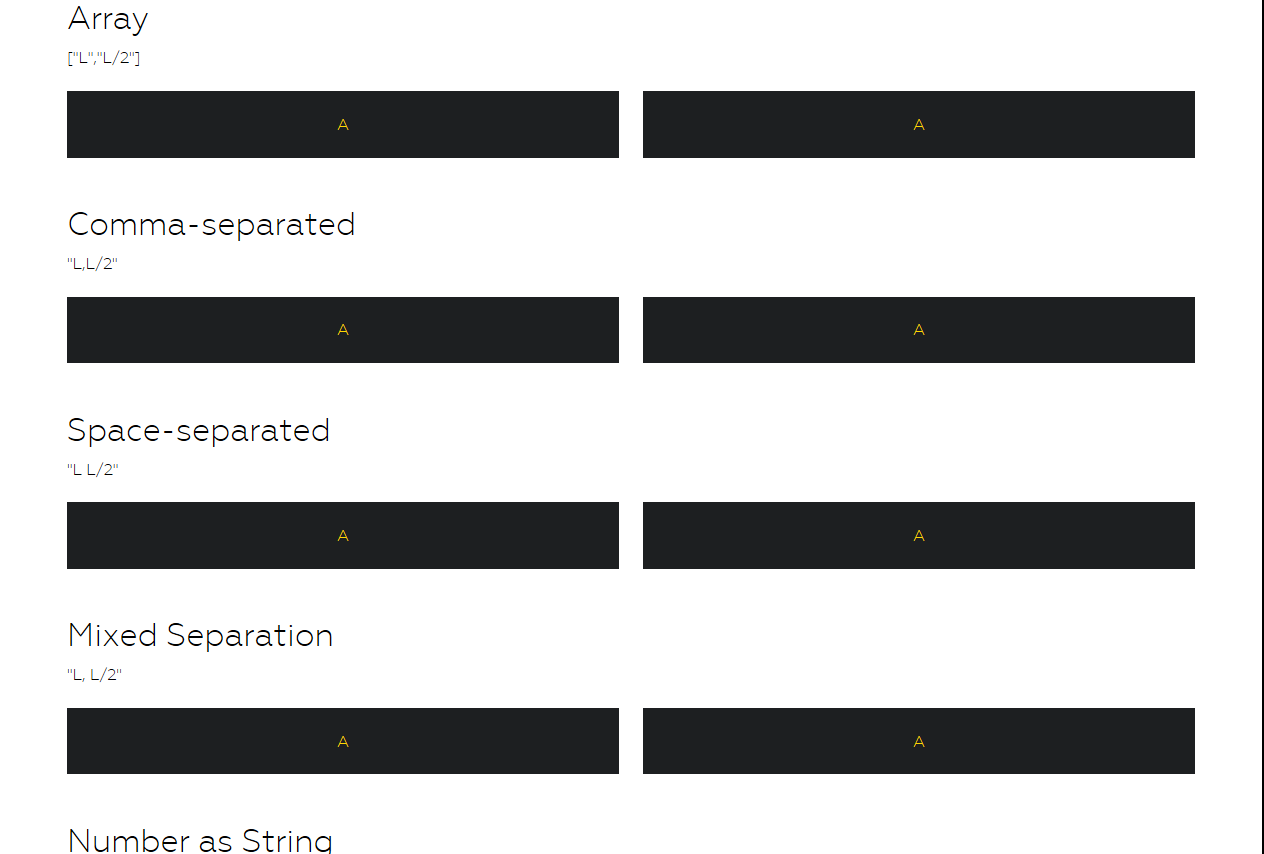 Array
["L","L/2"]
A A
Comma-separated
"L,L/2"
A A
Space-separated
"L L/2"
A A
Mixed Separation
"L, L/2"
A A
Number as String